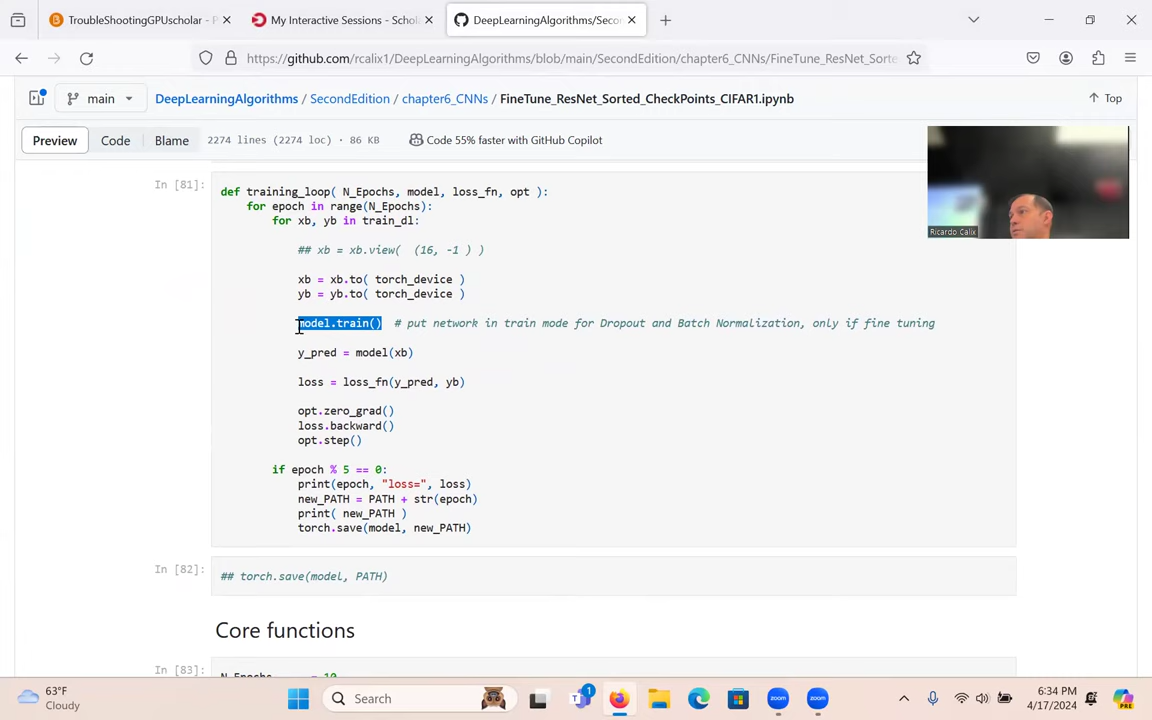 TroubleShootingGPUscholar - P
My Interactive Sessions - Schol
DeepLearningAlgorithms/Secon
https://github.com/rcalix1/DeepLearningAlgorithms/blob/main/SecondEdition/chapter6_CNNs/FineTune_ResNet_Sorte
main
DeepLearningAlgorithms / SecondEdition / chapter6_CNNs / FineTune_ResNet_Sorted_CheckPoints_CIFAR1.ipynb
Top
Preview
Code
Blame
2274 lines (2274 loc) · 86 KB
Code 55% faster with GitHub Copilot
Ricardo Calix
In [81]:
def training_loop( N_Epochs, model, loss_fn, opt ):
for epoch in range(N_Epochs):
for xb, yb in train_dl:
## xb = xb.view( (16, -1 ) )
xb = xb.to( torch_device )
yb = yb.to( torch_device )
model.train() # put network in train mode for Dropout and Batch Normalization, only if fine tuning
y_pred = model(xb)
loss = loss_fn(y_pred, yb)
opt.zero_grad()
loss.backward()
opt.step()
if epoch % 5 == 0:
print(epoch, "loss=", loss)
new_PATH = PATH + str(epoch)
print( new_PATH )
torch.save(model, new_PATH)
In [82]:
## torch.save(model, PATH)
Core functions
In [83]:
N_Epochs = 10
63°F
Cloudy
Search
1
6:34 PM
4/17/2024
PRE